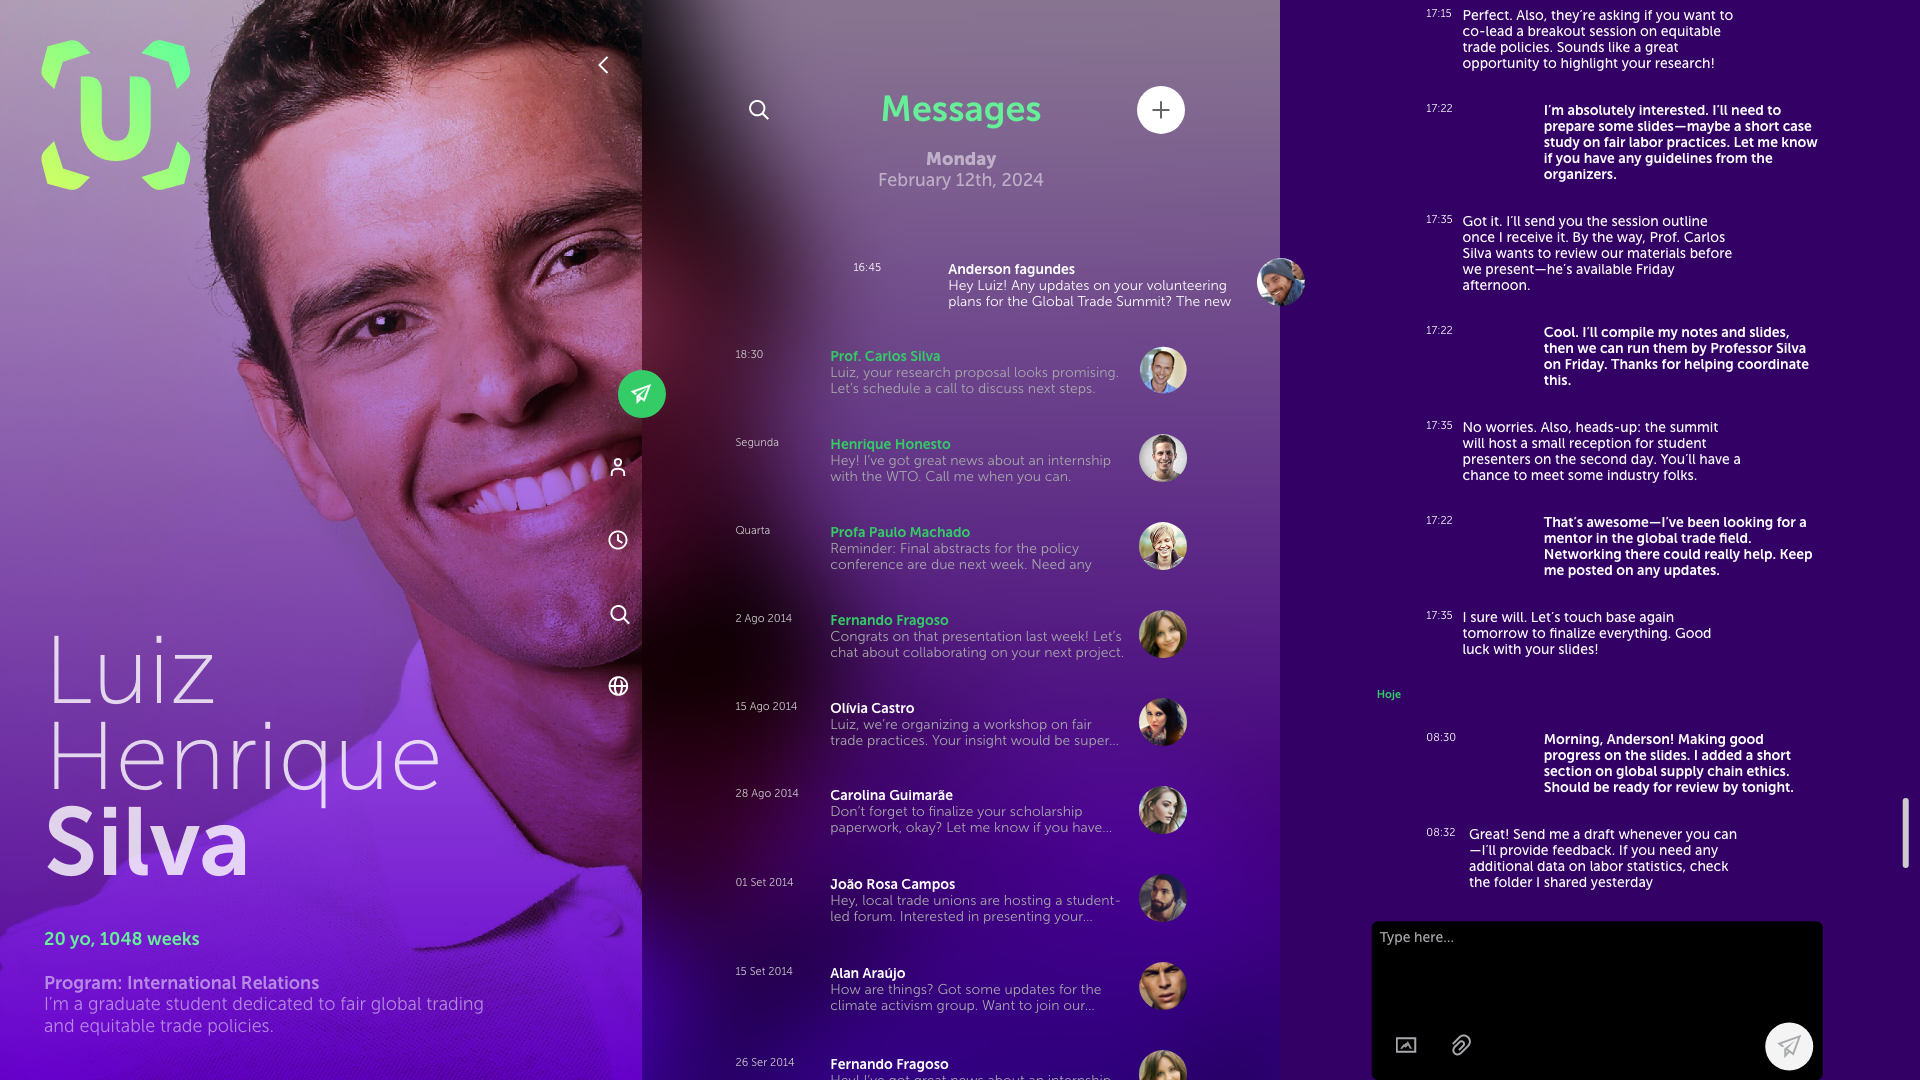 U
Luiz
Henrique
Silva
20 yo, 1048 weeks
Program: International Relations
I'm a graduate student dedicated to fair global trading
and equitable trade policies.
Messages
Monday
February 12th, 2024
16:45
Anderson fagundes
Hey Luiz! Any updates on your volunteering
plans for the Global Trade Summit? The new
18:30
Prof. Carlos Silva
Luiz, your research proposal looks promising.
Let's schedule a call to discuss next steps.
Segunda
Henrique Honesto
Hey! I've got great news about an internship
with the WTO. Call me when you can.
Quarta
Profa Paulo Machado
Reminder: Final abstracts for the policy
conference are due next week. Need any
2 Ago 2014
Fernando Fragoso
Congrats on that presentation last week! Let's
chat about collaborating on your next project.
15 Ago 2014
Olívia Castro
Luiz, we're organizing a workshop on fair
trade practices. Your insight would be super...
28 Ago 2014
Carolina Guimarãe
Don't forget to finalize your scholarship
paperwork, okay? Let me know if you have...
01 Set 2014
João Rosa Campos
Hey, local trade unions are hosting a student-
led forum. Interested in presenting your...
15 Set 2014
Alan Araújo
How are things? Got some updates for the
climate activism group. Want to join our...
26 Ser 2014
Fernando Fragoso
Hey! I've got great news about an internship
17:15
Perfect. Also, they're asking if you want to
co-lead a breakout session on equitable
trade policies. Sounds like a great
opportunity to highlight your research!
17:22
I'm absolutely interested. I'll need to
prepare some slides—maybe a short case
study on fair labor practices. Let me know
if you have any guidelines from the
organizers.
17:35
Got it. I'll send you the session outline
once I receive it. By the way, Prof. Carlos
Silva wants to review our materials before
we present—he's available Friday
afternoon.
17:22
Cool. I'll compile my notes and slides,
then we can run them by Professor Silva
on Friday. Thanks for helping coordinate
this.
17:35
No worries. Also, heads-up: the summit
will host a small reception for student
presenters on the second day. You'll have a
chance to meet some industry folks.
17:22
That's awesome—I've been looking for a
mentor in the global trade field.
Networking there could really help. Keep
me posted on any updates.
17:35
I sure will. Let's touch base again
tomorrow to finalize everything. Good
luck with your slides!
Hoje
08:30
Morning, Anderson! Making good
progress on the slides. I added a short
section on global supply chain ethics.
Should be ready for review by tonight.
08:32
Great! Send me a draft whenever you can
—I'll provide feedback. If you need any
additional data on labor statistics, check
the folder I shared yesterday
Type here...